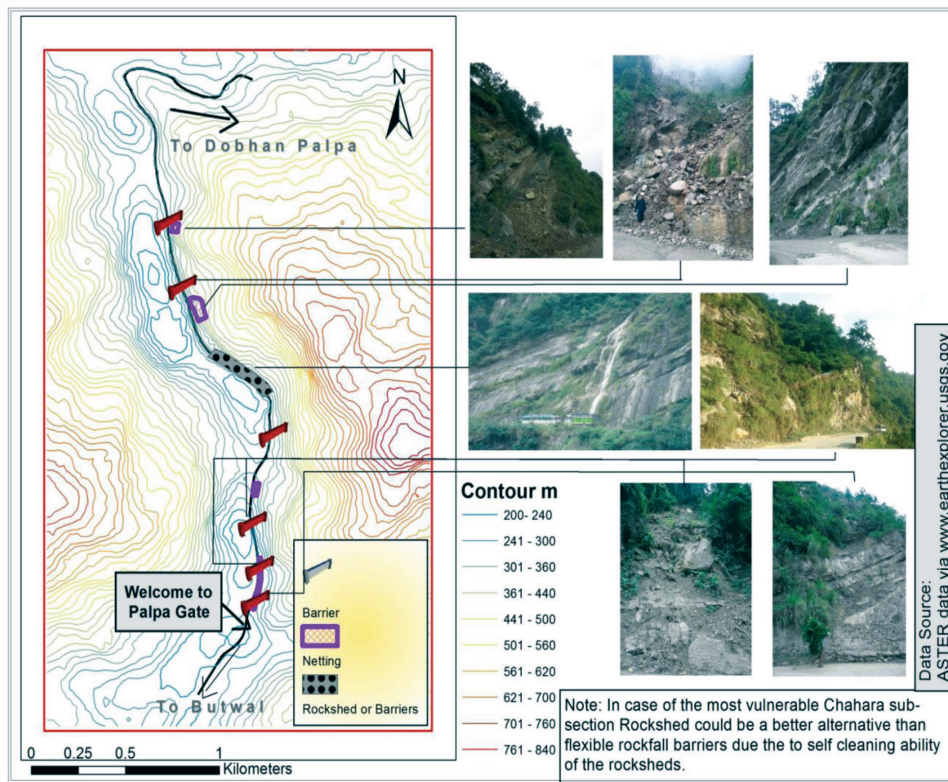 N
To Dobhan Palpa
Welcome to
Palpa Gate
To Butwal
Barrier
Netting
Rockshed or Barriers
0 0.25 0.5 1
Kilometers
Contour m
200- 240
241 - 300
301 - 360
361 - 440
441 - 500
501 - 560
561 - 620
621 - 700
701 - 760
761 - 840
Data Source:
ASTER data via www.earthexplorer.usgs.gov
Note: In case of the most vulnerable Chahara sub-
section Rockshed could be a better alternative than
flexible rockfall barriers due the to self cleaning ability
of the rocksheds.